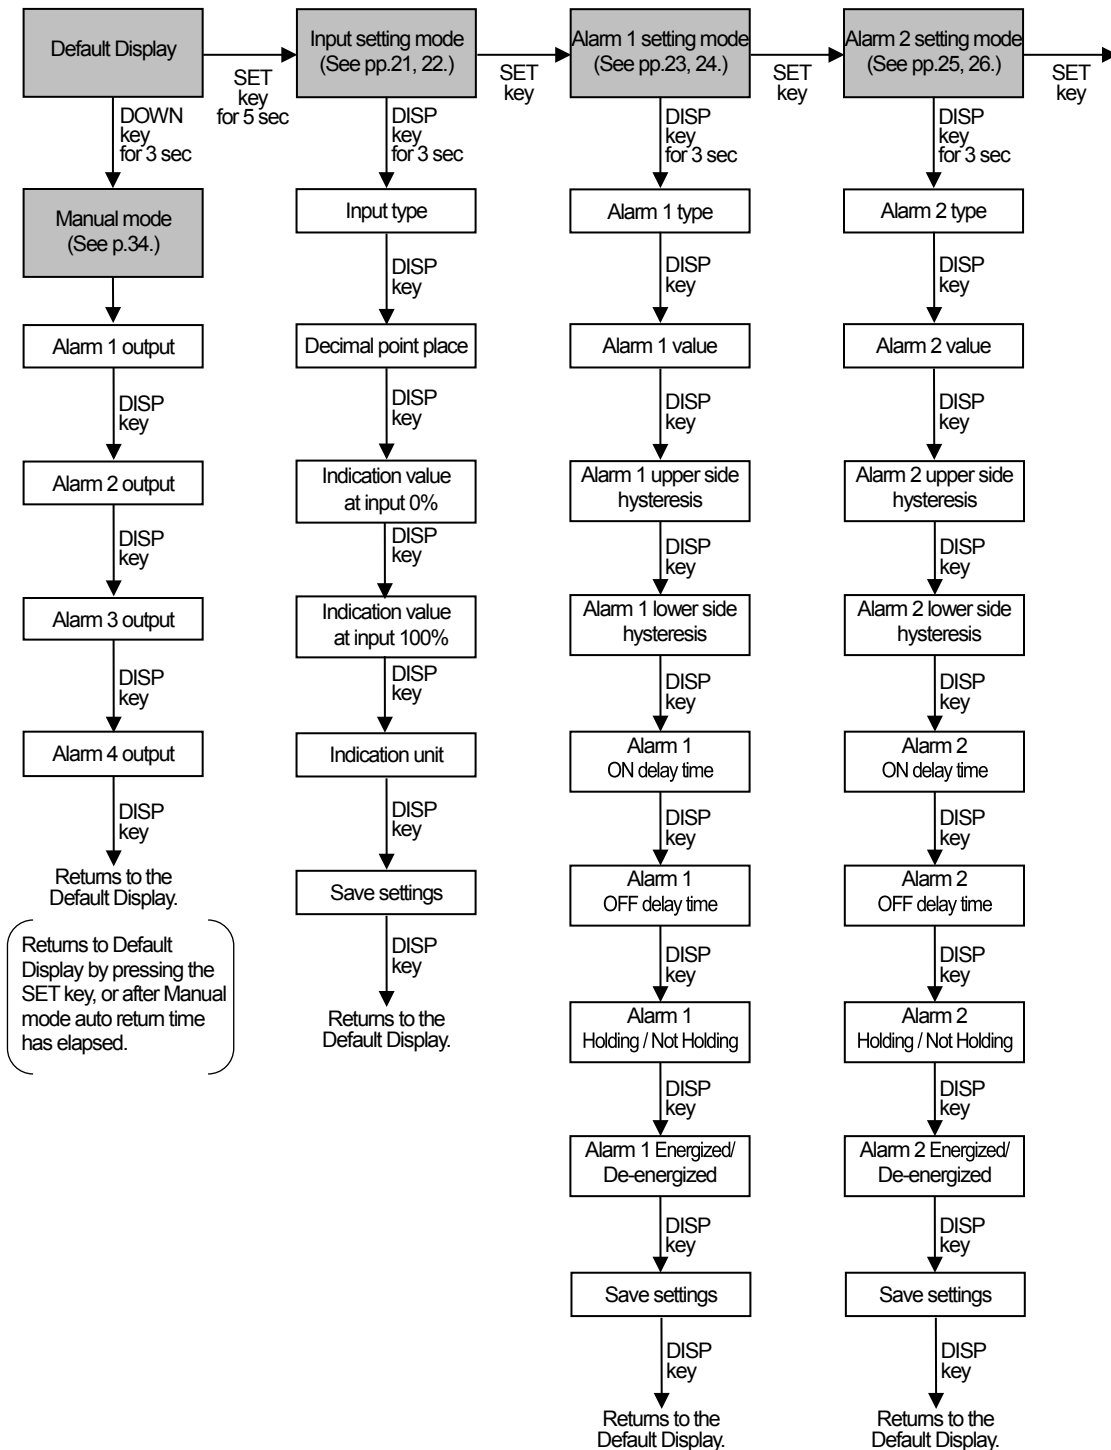 Default Display
SET
key
for 5 sec
Input setting mode
(See pp.21, 22.)
SET
key
Alarm 1 setting mode
(See pp.23, 24.)
SET
key
Alarm 2 setting mode
(See pp.25, 26.)
SET
key
DOWN
key
for 3 sec
Manual mode
(See p.34.)
Alarm 1 output
DISP
key
Alarm 2 output
DISP
key
Alarm 3 output
DISP
key
Alarm 4 output
DISP
key
Returns to the
Default Display.
Returns to Default
Display by pressing the
SET key, or after Manual
mode auto return time
has elapsed.
DISP
key
for 3 sec
Input type
DISP
key
Decimal point place
DISP
key
Indication value
at input 0%
DISP
key
Indication value
at input 100%
DISP
key
Indication unit
DISP
key
Save settings
DISP
key
Returns to the
Default Display.
DISP
key
for 3 sec
Alarm 1 type
DISP
key
Alarm 1 value
DISP
key
Alarm 1 upper side
hysteresis
DISP
key
Alarm 1 lower side
hysteresis
DISP
key
Alarm 1
ON delay time
DISP
key
Alarm 1
OFF delay time
DISP
key
Alarm 1
Holding / Not Holding
DISP
key
Alarm 1 Energized/
De-energized
DISP
key
Save settings
DISP
key
Returns to the
Default Display.
DISP
key
for 3 sec
Alarm 2 type
DISP
key
Alarm 2 value
DISP
key
Alarm 2 upper side
hysteresis
DISP
key
Alarm 2 lower side
hysteresis
DISP
key
Alarm 2
ON delay time
DISP
key
Alarm 2
OFF delay time
DISP
key
Alarm 2
Holding / Not Holding
DISP
key
Alarm 2 Energized/
De-energized
DISP
key
Save settings
DISP
key
Returns to the
Default Display.